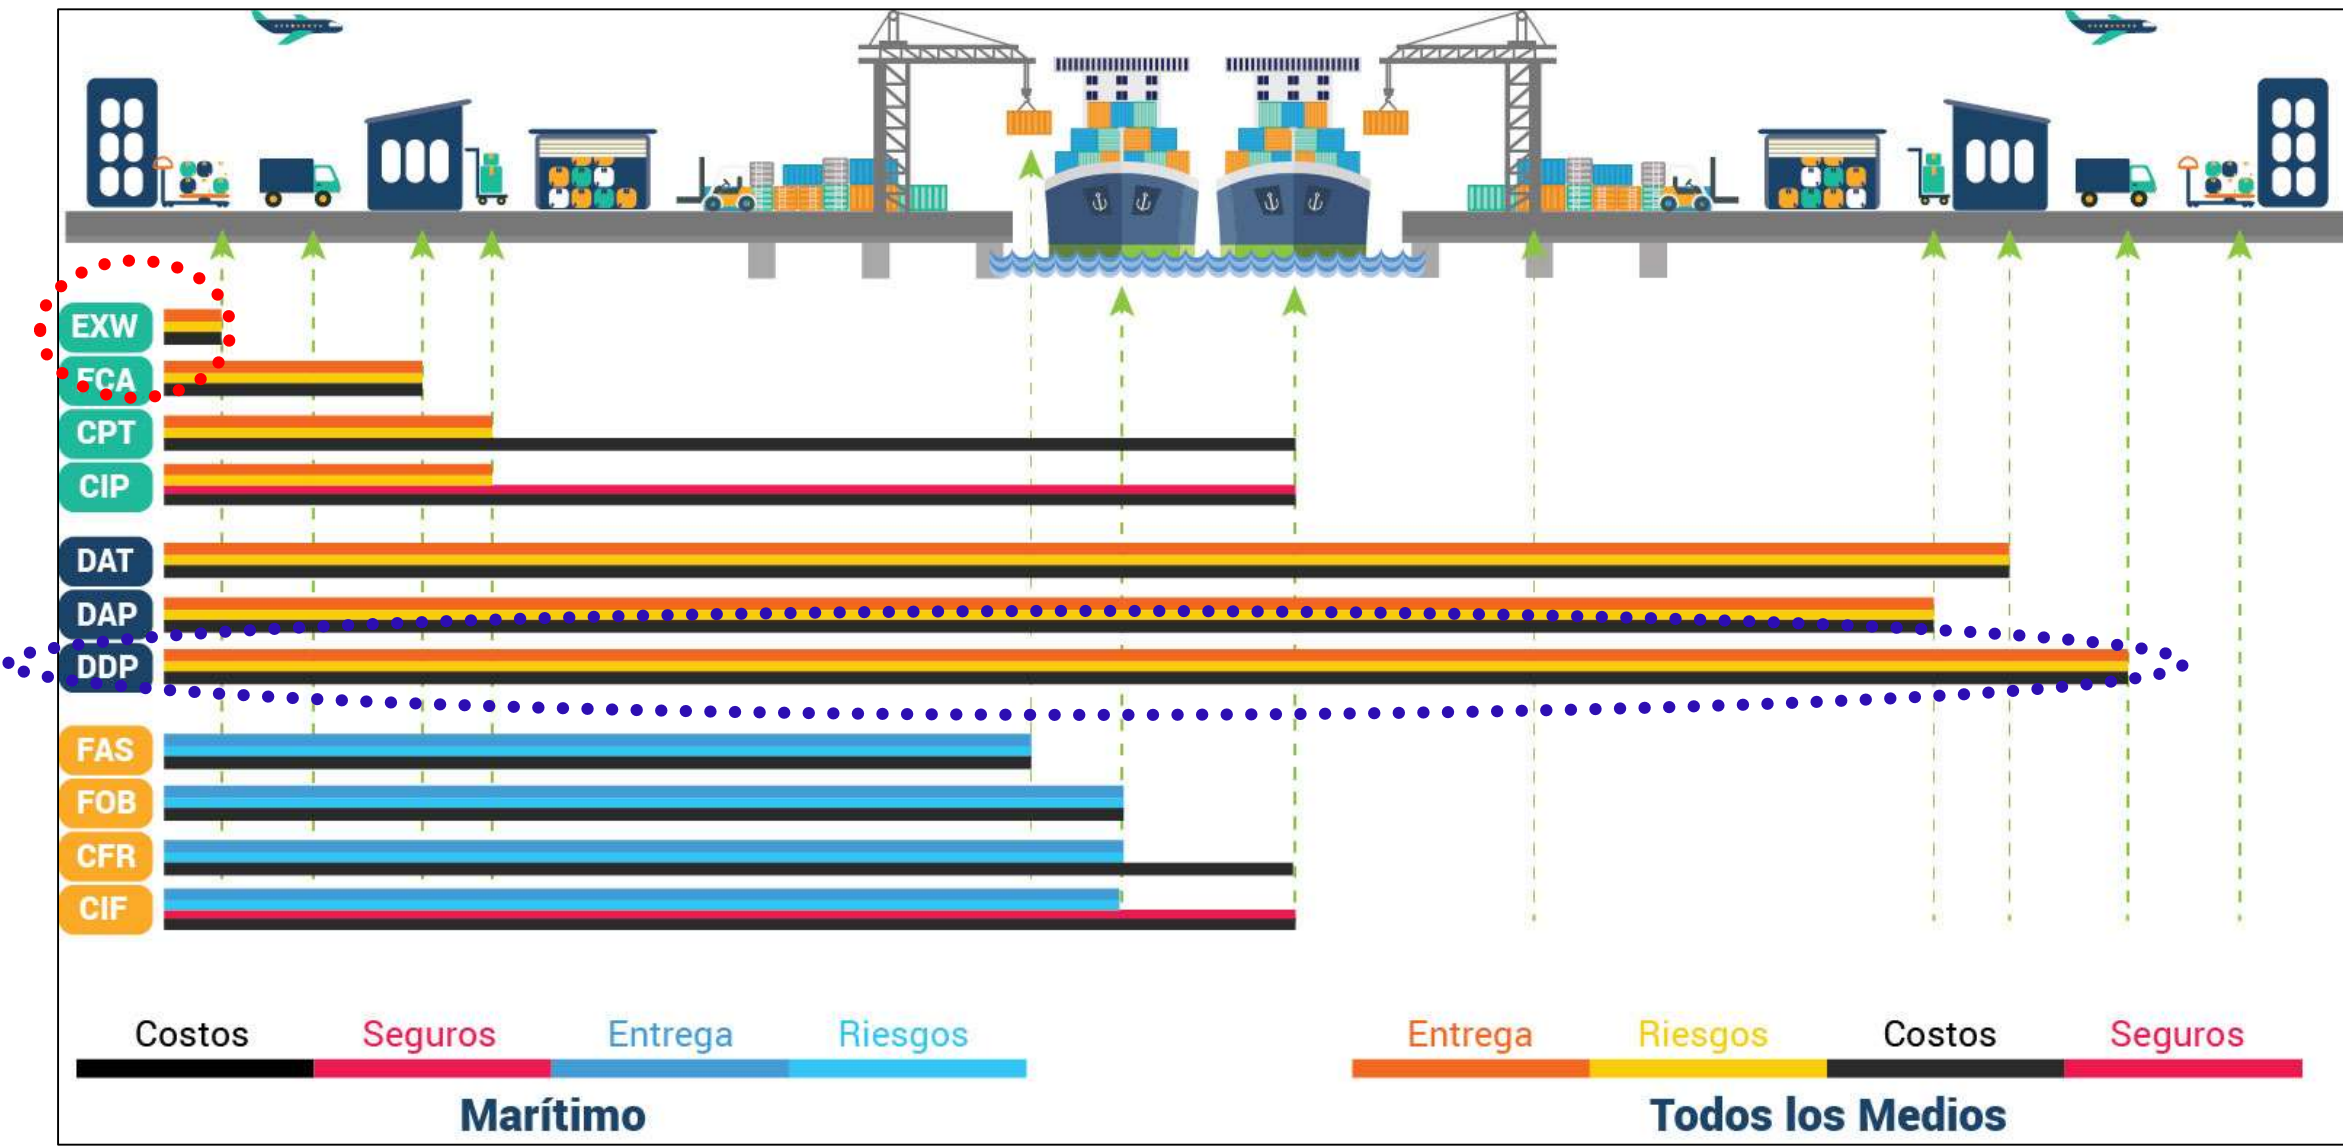 EXW
FCA
CPT
CIP
DAT
DAP
DDP
FAS
FOB
CFR
CIF
Costos Seguros Entrega Riesgos
Marítimo
Entrega Riesgos Costos Seguros
Todos los Medios